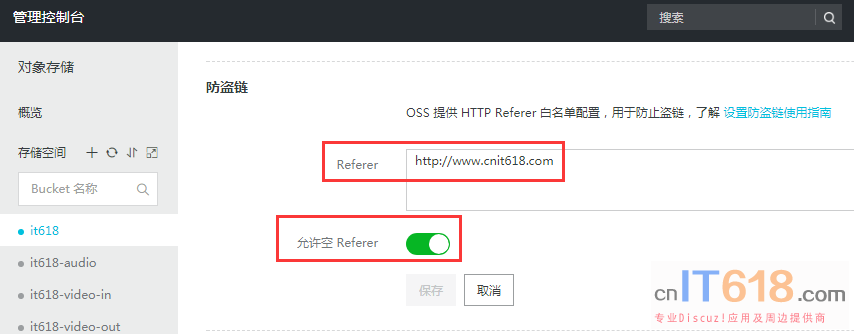 管理控制台
搜索
对象存储
概览
存储空间
Bucket 名称
it618
it618-audio
it618-video-in
it618-video-out
防盗链
OSS 提供 HTTP Referer 白名单配置，用于防止盗链，了解 设置防盗链使用指南
Referer
http://www.cnit618.com
允许空 Referer
保存
取消
cnIT618.com
专业Discuz!应用及周边提供商